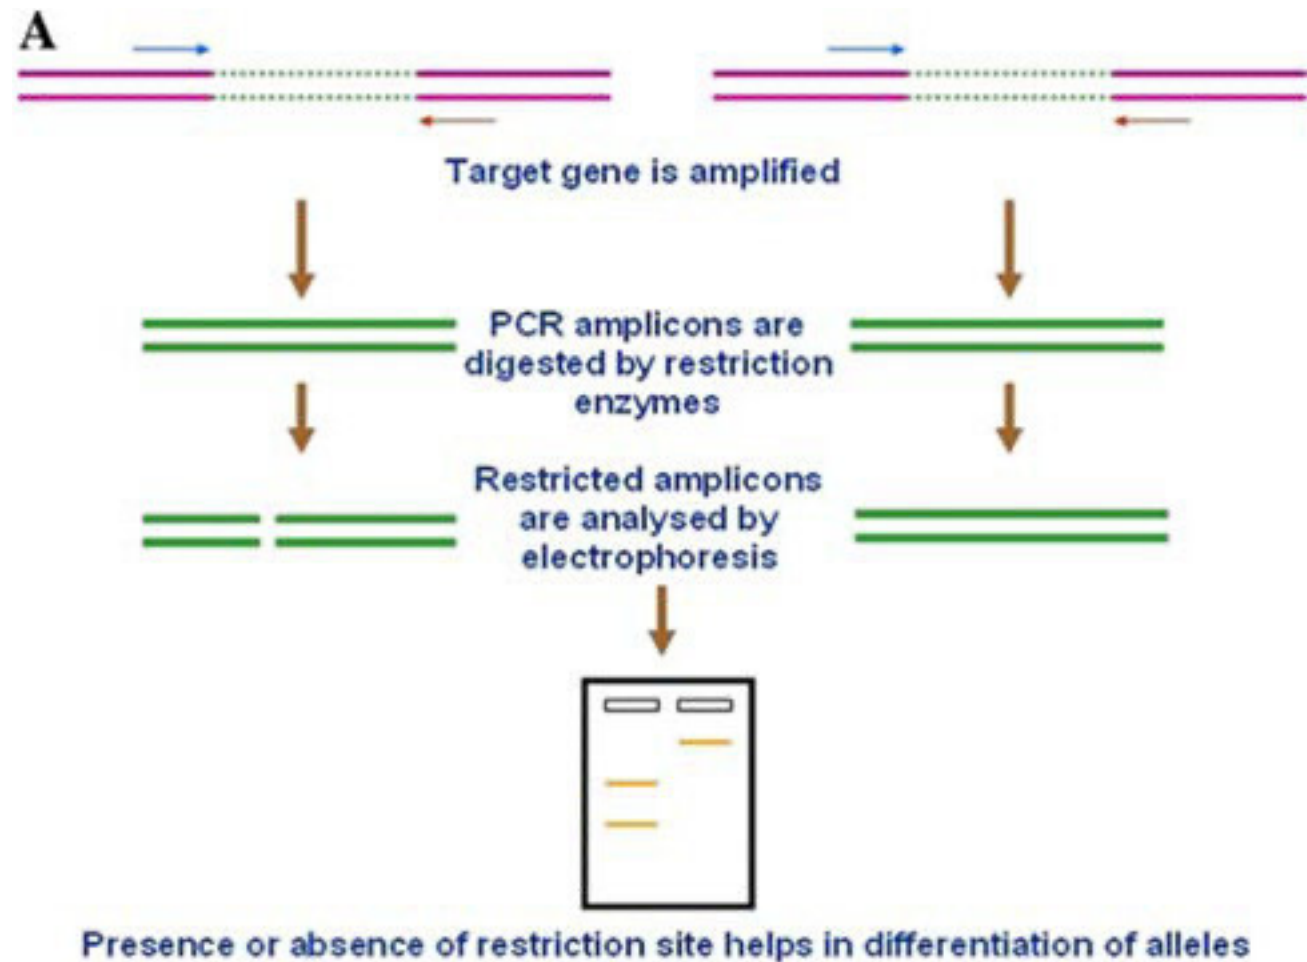 A
Target gene is amplified
PCR amplicons are
digested by restriction
enzymes
Restricted amplicons
are analysed by
electrophoresis
Presence or absence of restriction site helps in differentiation of alleles